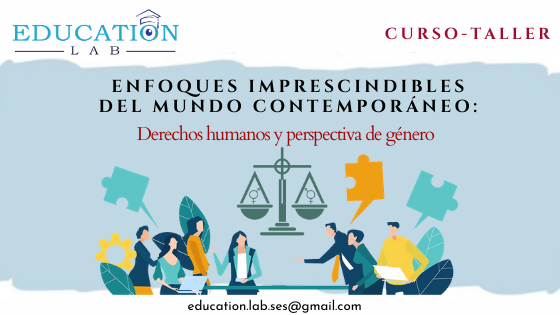 EDUCATION
LAB
CURSO-TALLER
ENFOQUES IMPRESCINDIBLES
DEL MUNDO CONTEMPORÁNEO:
Derechos humanos y perspectiva de género
education.lab.ses@gmail.com